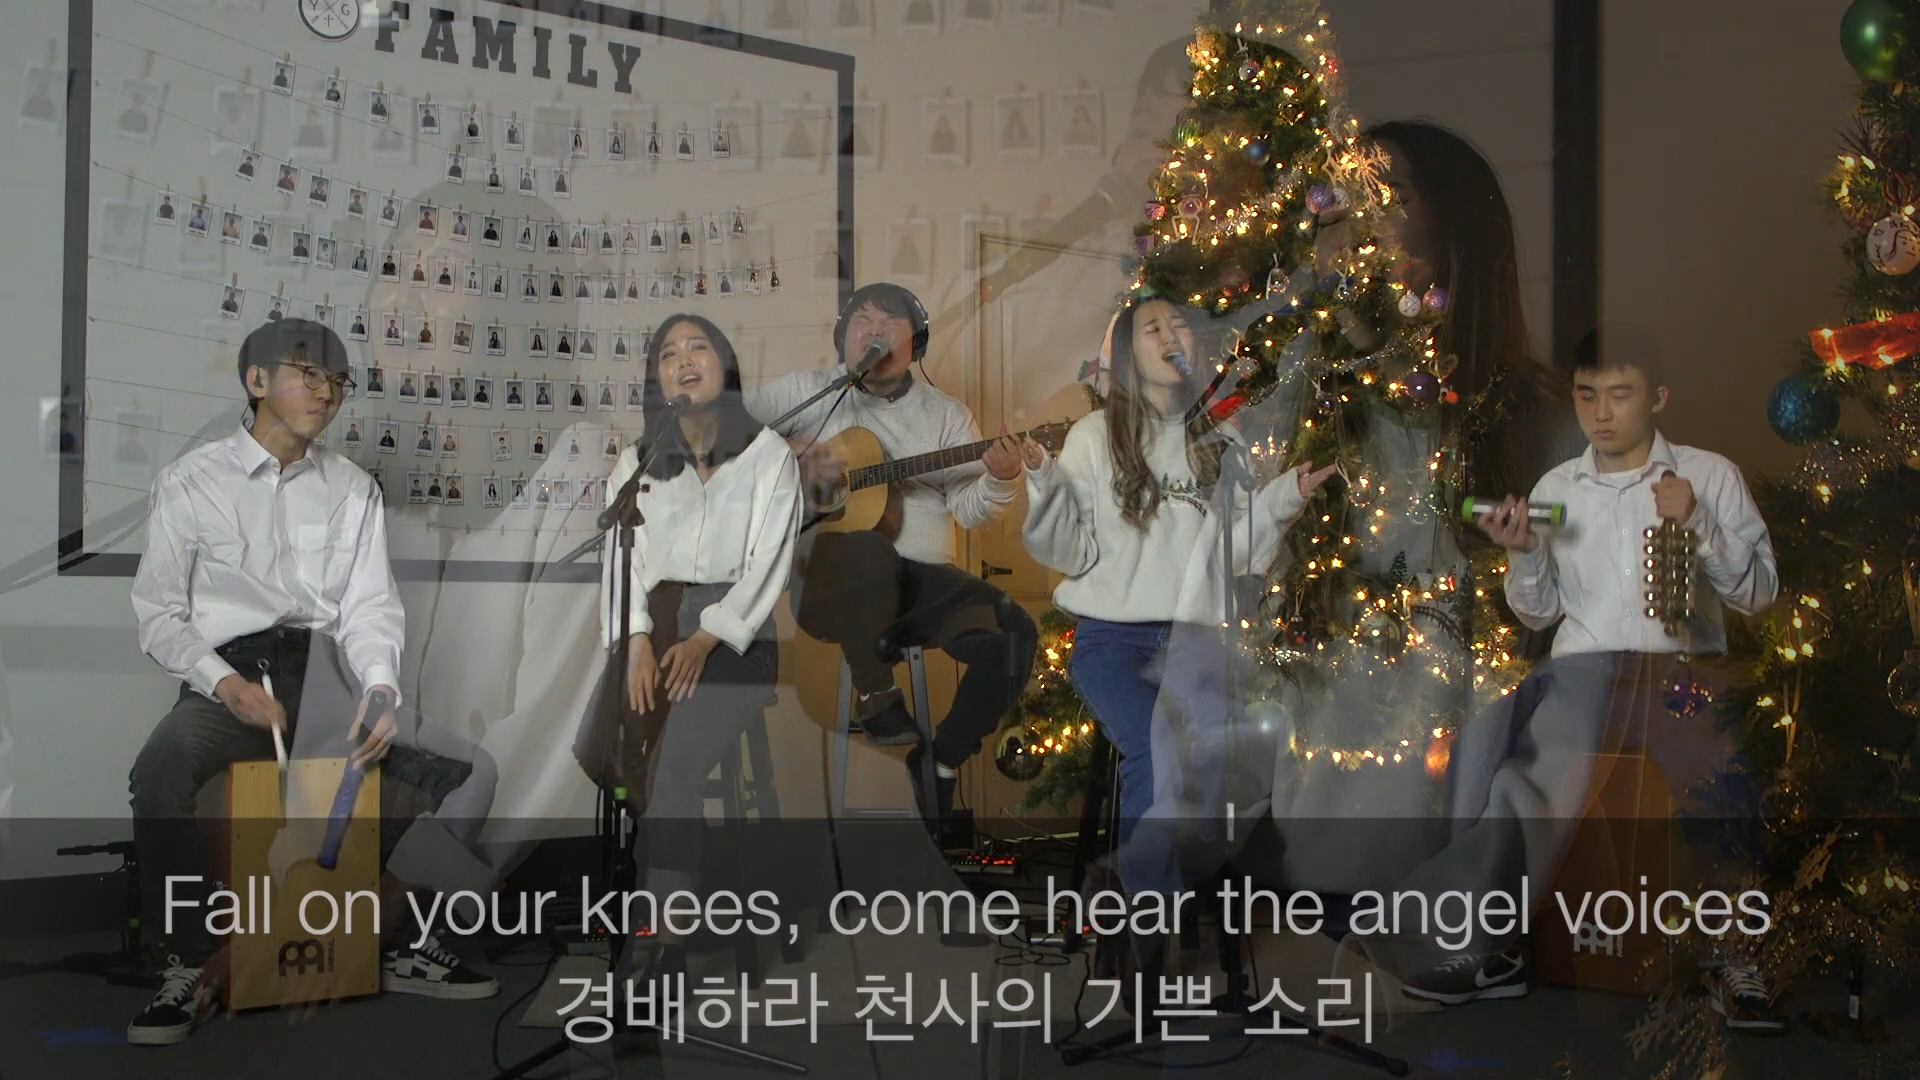 Y G
FAMILY
Fall on your knees, come hear the angel voices
경배하라 천사의 기쁜 소리